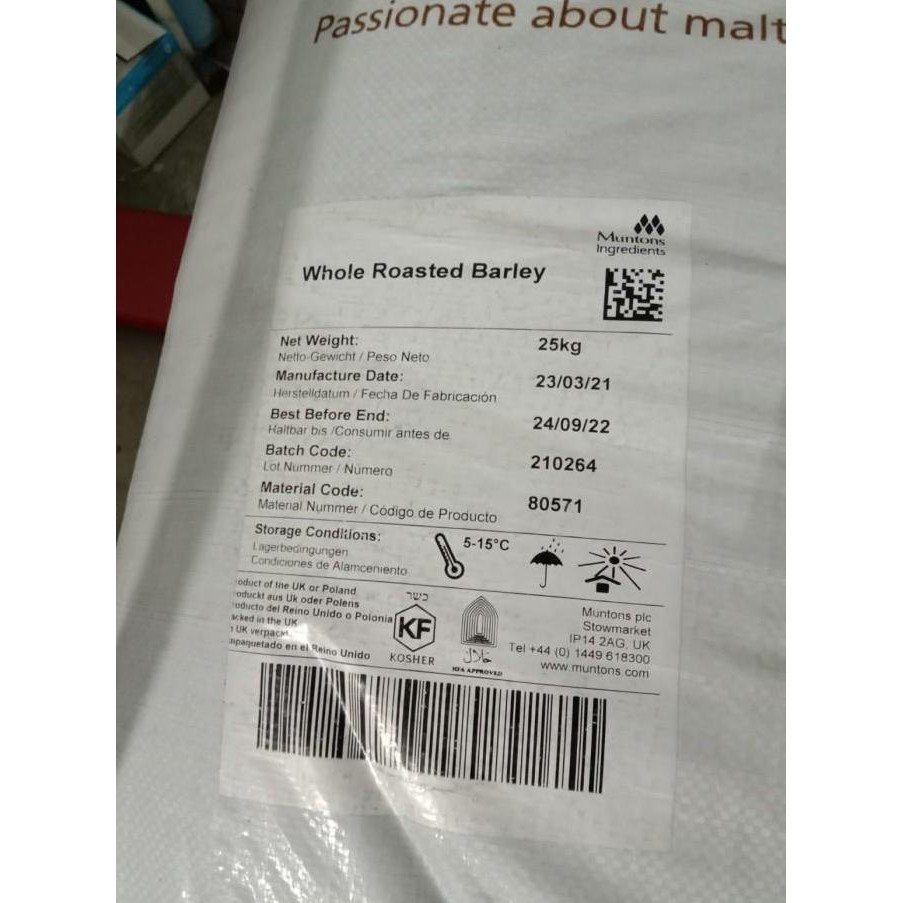 Passionate about malt
Muntons
Ingredients
Whole Roasted Barley
Net Weight: 25kg
Netto-Gewicht / Peso Neto
Manufacture Date: 23/03/21
Herstelldatum / Fecha De Fabricación
Best Before End: 24/09/22
Haltbar bis /Consumir antes de
Batch Code: 210264
Lot Nummer / Número
Material Code: 80571
Material Nummer / Código de Producto
Storage Conditions: 5-15°C
Lagerbedingungen
Condiciones de Alamceniento
oduct of the UK or Poland
oduckt aus Uk oder Polens
oducto del Reino Unido o Polonia
acked in the UK
UK verpackt
mpaquetado en el Reino Unido
כשר
KF
KOSHER
حلال
HFA APPROVED
Muntons plc
Stowmarket
IP14 2AG, UK
Tel +44 (0) 1449 618300
www.muntons.com